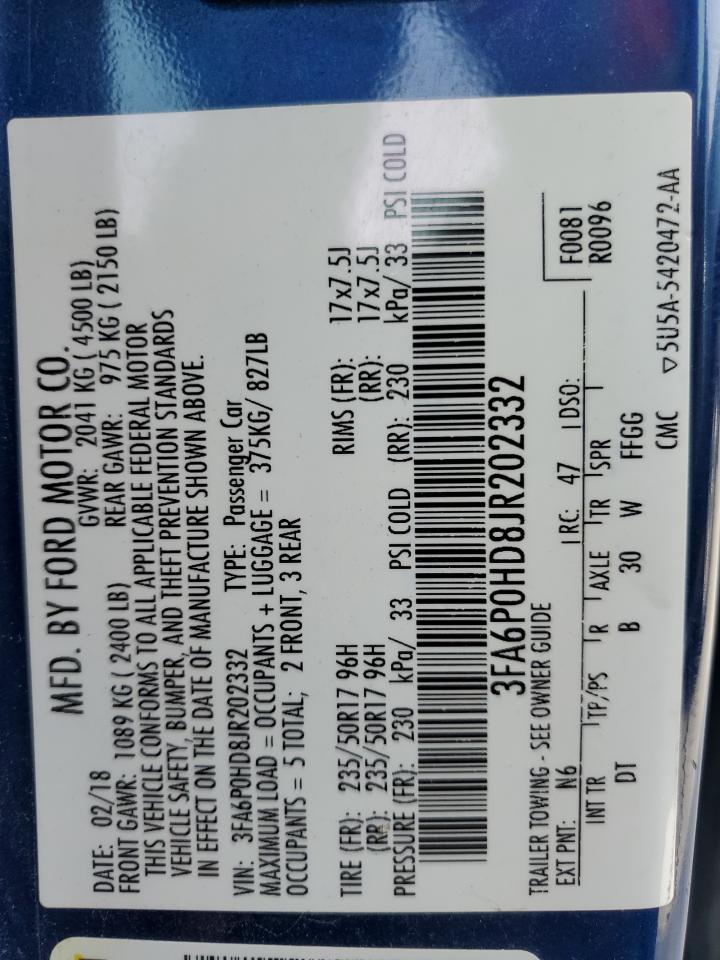 MFD. BY FORD MOTOR CO.
DATE: 02/18 GVWR: 2041 KG ( 4500 LB)
FRONT GAWR: 1089 KG ( 2400 LB) REAR GAWR: 975 KG ( 2150 LB)
THIS VEHICLE CONFORMS TO ALL APPLICABLE FEDERAL MOTOR
VEHICLE SAFETY, BUMPER, AND THEFT PREVENTION STANDARDS
IN EFFECT ON THE DATE OF MANUFACTURE SHOWN ABOVE.
VIN: 3FA6P0HD8JR202332 TYPE: Passenger Car
MAXIMUM LOAD = OCCUPANTS + LUGGAGE = 375KG/ 827LB
OCCUPANTS = 5 TOTAL; 2 FRONT, 3 REAR
TIRE (FR): 235/50R17 96H RIMS (FR): 17x7.5J
(RR): 235/50R17 96H (RR): 17x7.5J
PRESSURE (FR): 230 kPa/ 33 PSI COLD (RR): 230 kPa/ 33 PSI COLD
3FA6P0HD8JR202332
TRAILER TOWING - SEE OWNER GUIDE
F0081
EXT PNT: N6 RC: 47 DSO: R0096
INT TR TP/PS R AXLE TR SPR
DT B 30 W FFGG
CMC ▽5U5A-5420472-AA